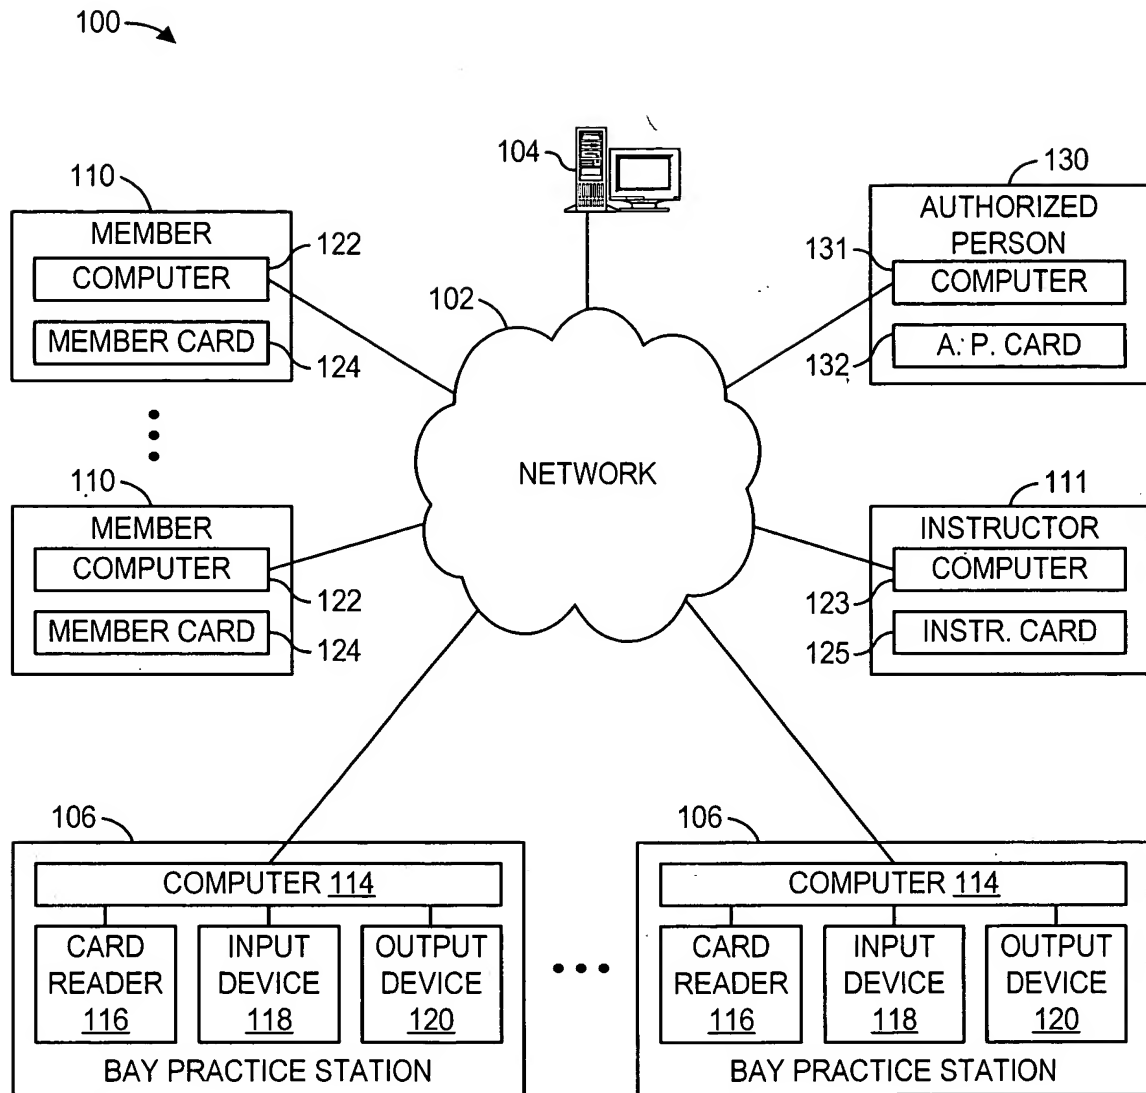 100
104
110
MEMBER
122
COMPUTER
MEMBER CARD
124
130
AUTHORIZED
PERSON
131
COMPUTER
132
A. P. CARD
102
NETWORK
110
MEMBER
COMPUTER
122
MEMBER CARD
124
111
INSTRUCTOR
COMPUTER
123
INSTR. CARD
125
106
COMPUTER 114
CARD
READER
116
INPUT
DEVICE
118
OUTPUT
DEVICE
120
BAY PRACTICE STATION
106
COMPUTER 114
CARD
READER
116
INPUT
DEVICE
118
OUTPUT
DEVICE
120
BAY PRACTICE STATION